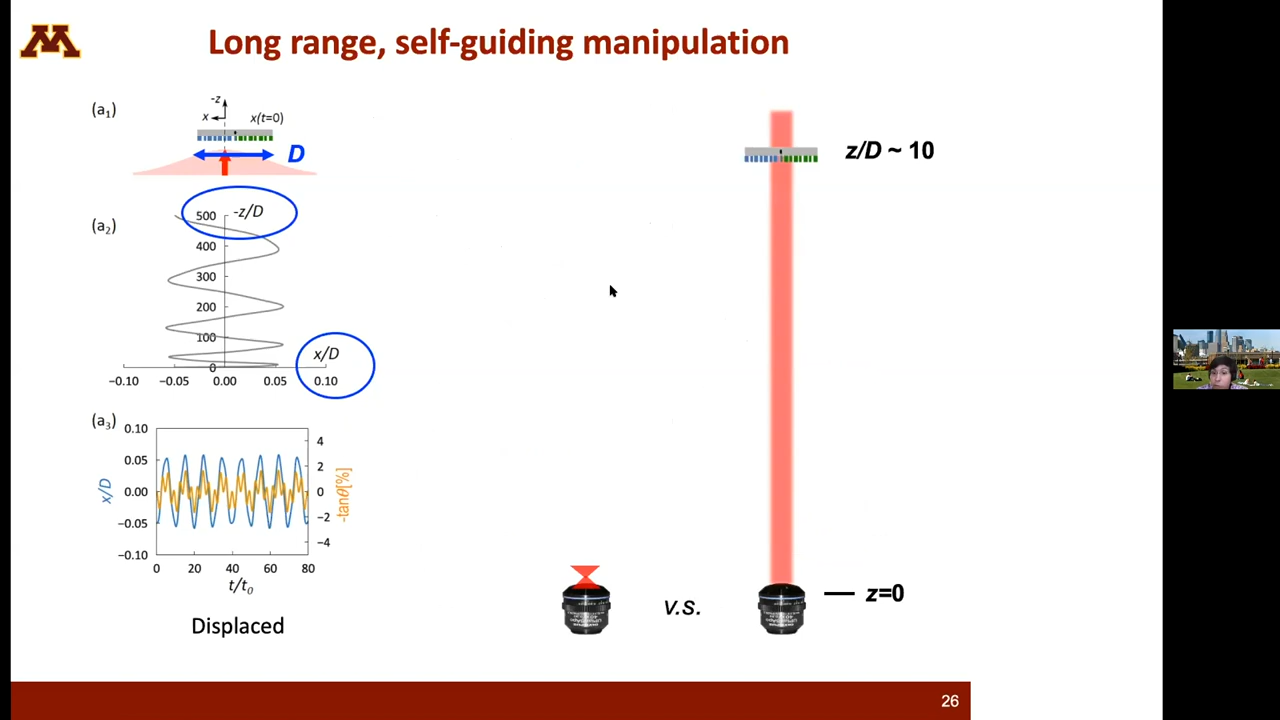 M
Long range, self-guiding manipulation
(a1)
-z
x
x(t=0)
D
z/D ~ 10
(a2)
500
-z/D
400
300
200
100
0
x/D
-0.10
-0.05
0.00
0.05
0.10
(a3)
0.10
0.05
0.00
-0.05
-0.10
x/D
4
2
0
-2
-4
-tanθ[%]
0
20
40
60
80
t/t0
Displaced
v.s.
z=0
26